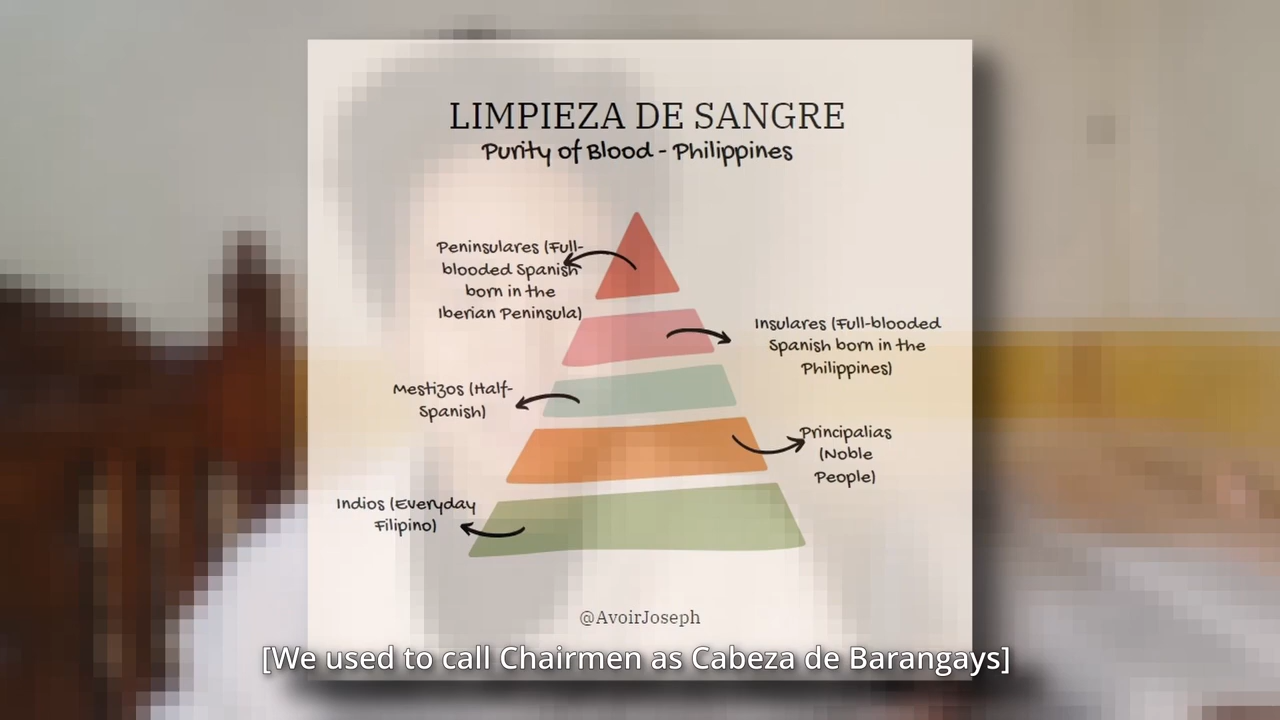 LIMPIEZA DE SANGRE
Purity of Blood - Philippines
Peninsulares (Full-
blooded Spanish
born in the
Iberian Peninsula)
Insulares (Full-blooded
Spanish born in the
Philippines)
Mestizos (Half-
Spanish)
Principalias
(Noble
People)
Indios (Everyday
Filipino)
@AvoirJoseph
[We used to call Chairmen as Cabeza de Barangays]